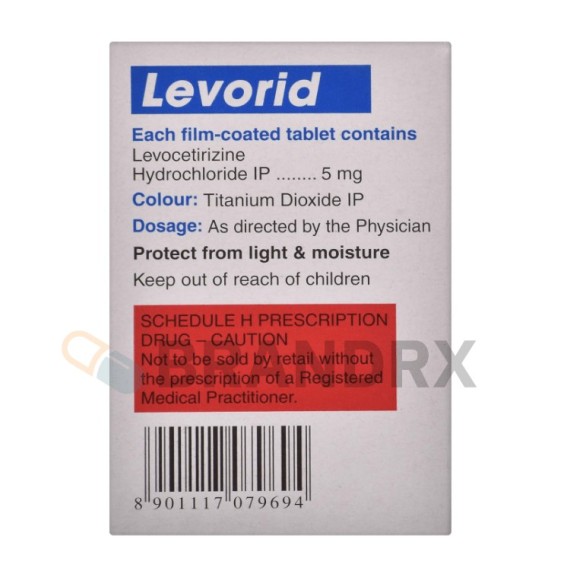 Levorid
Each film-coated tablet contains
Levocetirizine
Hydrochloride IP ........ 5 mg
Colour: Titanium Dioxide IP
Dosage: As directed by the Physician
Protect from light & moisture
Keep out of reach of children
SCHEDULE H PRESCRIPTION
DRUG - CAUTION
Not to be sold by retail without
the prescription of a Registered
Medical Practitioner.
BRANDRX
8 901117 079694